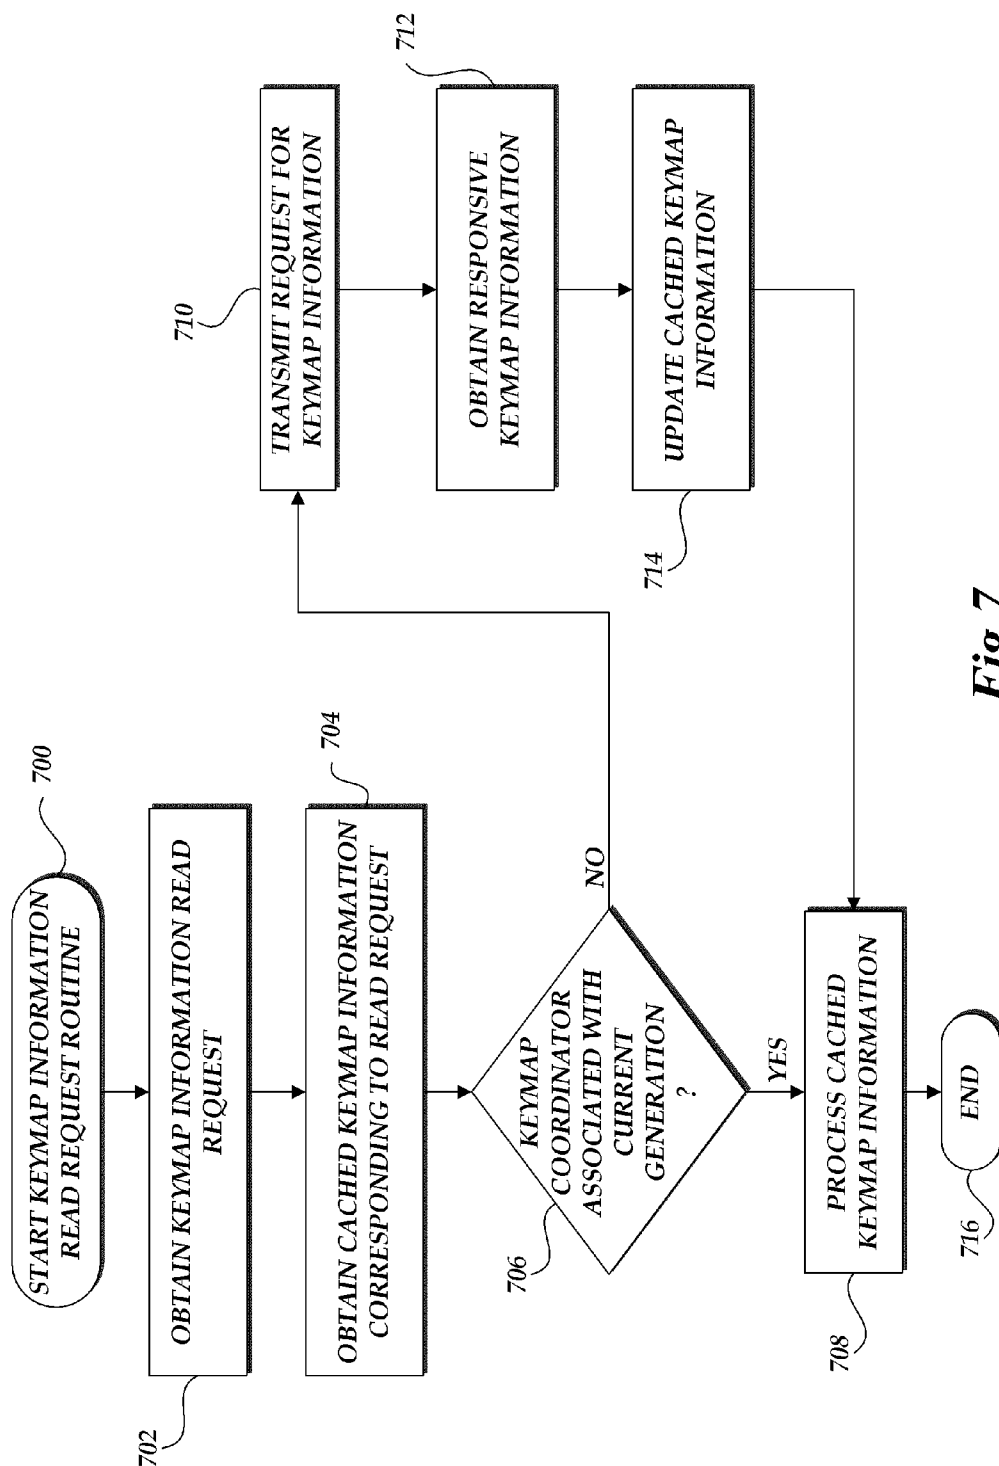 START KEYMAP INFORMATION
READ REQUEST ROUTINE
700
OBTAIN KEYMAP INFORMATION READ
REQUEST
702
OBTAIN CACHED KEYMAP INFORMATION
CORRESPONDING TO READ REQUEST
704
KEYMAP
COORDINATOR
ASSOCIATED WITH
CURRENT
GENERATION
?
706
NO
YES
TRANSMIT REQUEST FOR
KEYMAP INFORMATION
710
OBTAIN RESPONSIVE
KEYMAP INFORMATION
712
UPDATE CACHED KEYMAP
INFORMATION
714
PROCESS CACHED
KEYMAP INFORMATION
708
END
716
Fig. 7